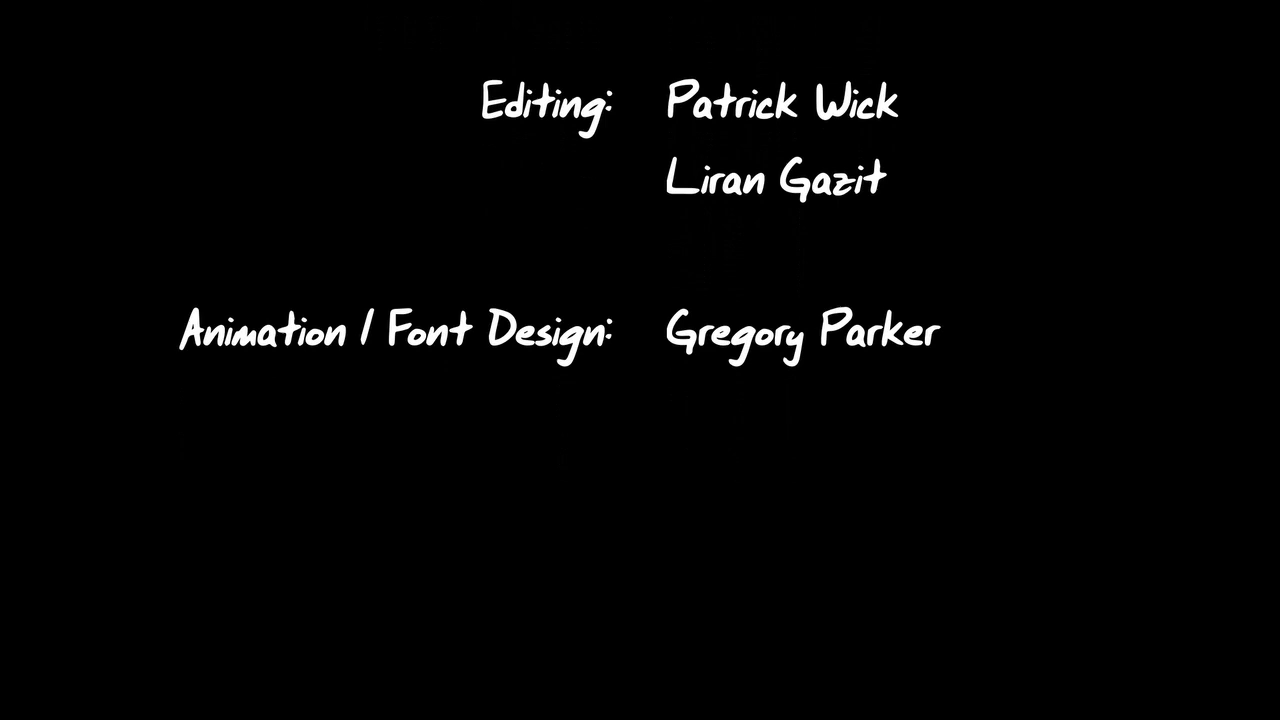 Editing: Patrick Wick
Liran Gazit
Animation / Font Design: Gregory Parker